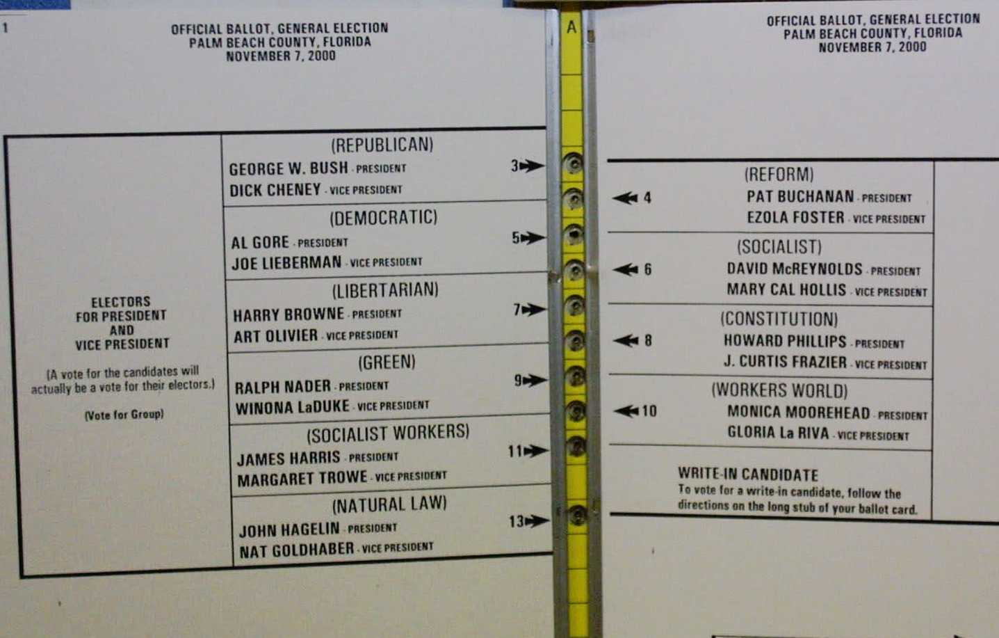 1
OFFICIAL BALLOT, GENERAL ELECTION
PALM BEACH COUNTY, FLORIDA
NOVEMBER 7, 2000
ELECTORS
FOR PRESIDENT
AND
VICE PRESIDENT
(A vote for the candidates will
actually be a vote for their electors.)
(Vote for Group)
(REPUBLICAN)
GEORGE W. BUSH - PRESIDENT
DICK CHENEY - VICE PRESIDENT
3
(DEMOCRATIC)
AL GORE - PRESIDENT
JOE LIEBERMAN - VICE PRESIDENT
5
(LIBERTARIAN)
HARRY BROWNE - PRESIDENT
ART OLIVIER - VICE PRESIDENT
7
(GREEN)
RALPH NADER - PRESIDENT
WINONA LaDUKE - VICE PRESIDENT
9
(SOCIALIST WORKERS)
JAMES HARRIS - PRESIDENT
MARGARET TROWE - VICE PRESIDENT
11
(NATURAL LAW)
JOHN HAGELIN - PRESIDENT
NAT GOLDHABER - VICE PRESIDENT
13
A
OFFICIAL BALLOT, GENERAL ELECTION
PALM BEACH COUNTY, FLORIDA
NOVEMBER 7, 2000
(REFORM)
4 PAT BUCHANAN - PRESIDENT
EZOLA FOSTER - VICE PRESIDENT
(SOCIALIST)
6 DAVID McREYNOLDS - PRESIDENT
MARY CAL HOLLIS - VICE PRESIDENT
(CONSTITUTION)
8 HOWARD PHILLIPS - PRESIDENT
J. CURTIS FRAZIER - VICE PRESIDENT
(WORKERS WORLD)
10 MONICA MOOREHEAD - PRESIDENT
GLORIA La RIVA - VICE PRESIDENT
WRITE-IN CANDIDATE
To vote for a write-in candidate, follow the
directions on the long stub of your ballot card.